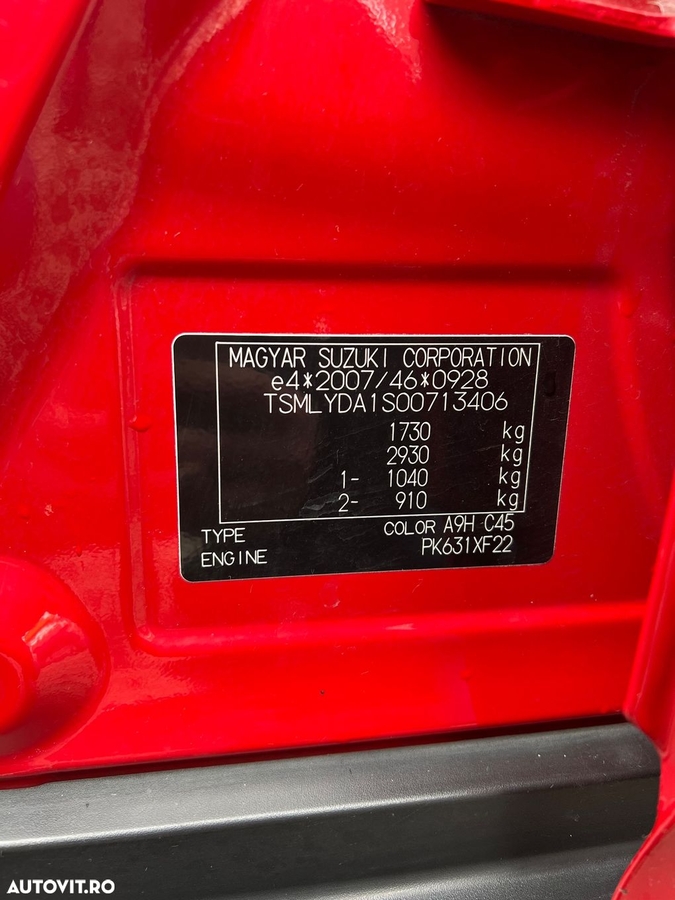 MAGYAR SUZUKI CORPORATION
e4*2007/46*0928
TSMLYDA1S00713406
1730 kg
2930 kg
1- 1040 kg
2- 910 kg
TYPE COLOR A9H C45
ENGINE PK631XF22
AUTOVIT.RO